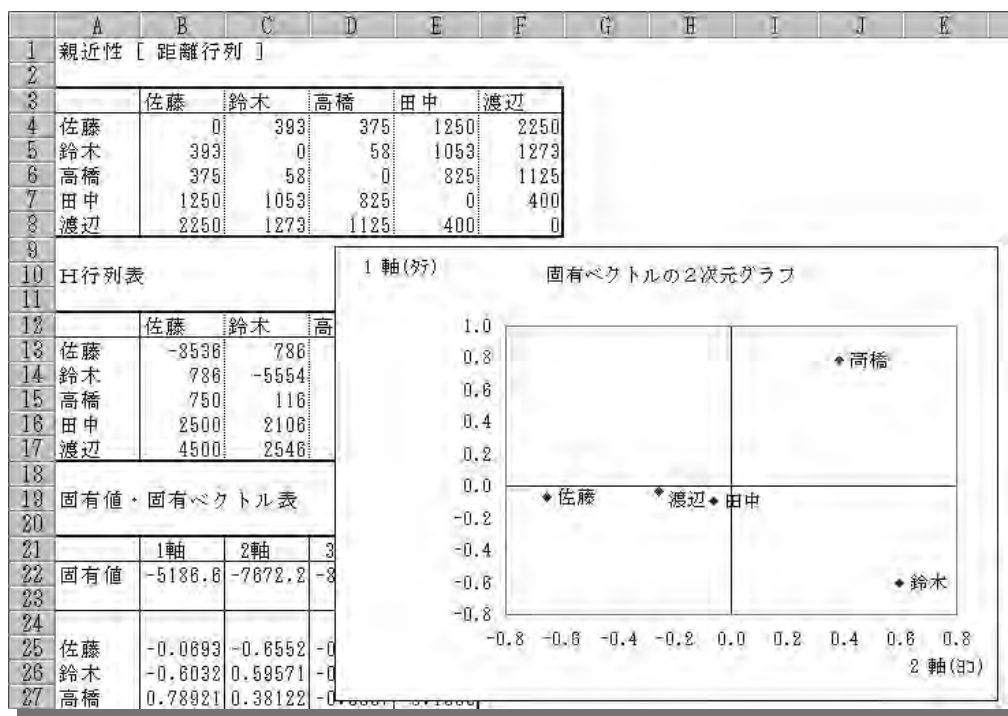 A B C D E F G H I J K
1 親近性 [ 距離行列 ]
2
3 佐藤 鈴木 高橋 田中 渡辺
4 佐藤 0 393 375 1250 2250
5 鈴木 393 0 58 1053 1273
6 高橋 375 58 0 825 1125
7 田中 1250 1053 825 0 400
8 渡辺 2250 1273 1125 400 0
9
10 H行列表
11
12 佐藤 鈴木 高
13 佐藤 -8536 786
14 鈴木 786 -5554
15 高橋 750 116
16 田中 2500 2106
17 渡辺 4500 2546
18
19 固有値・固有ベクトル表
20
21 1軸 2軸 3
22 固有値 -5186.6 -7672.2 -8
23
24
25 佐藤 -0.0693 -0.6552 -0
26 鈴木 -0.6032 0.59571 -0
27 高橋 0.78921 0.38122
1 軸(タテ)
固有ベクトルの2次元グラフ
1.0
0.8
0.6
0.4
0.2
0.0
-0.2
-0.4
-0.6
-0.8
高橋
佐藤
渡辺
田中
鈴木
-0.8 -0.6 -0.4 -0.2 0.0 0.2 0.4 0.6 0.8
2 軸(ヨコ)